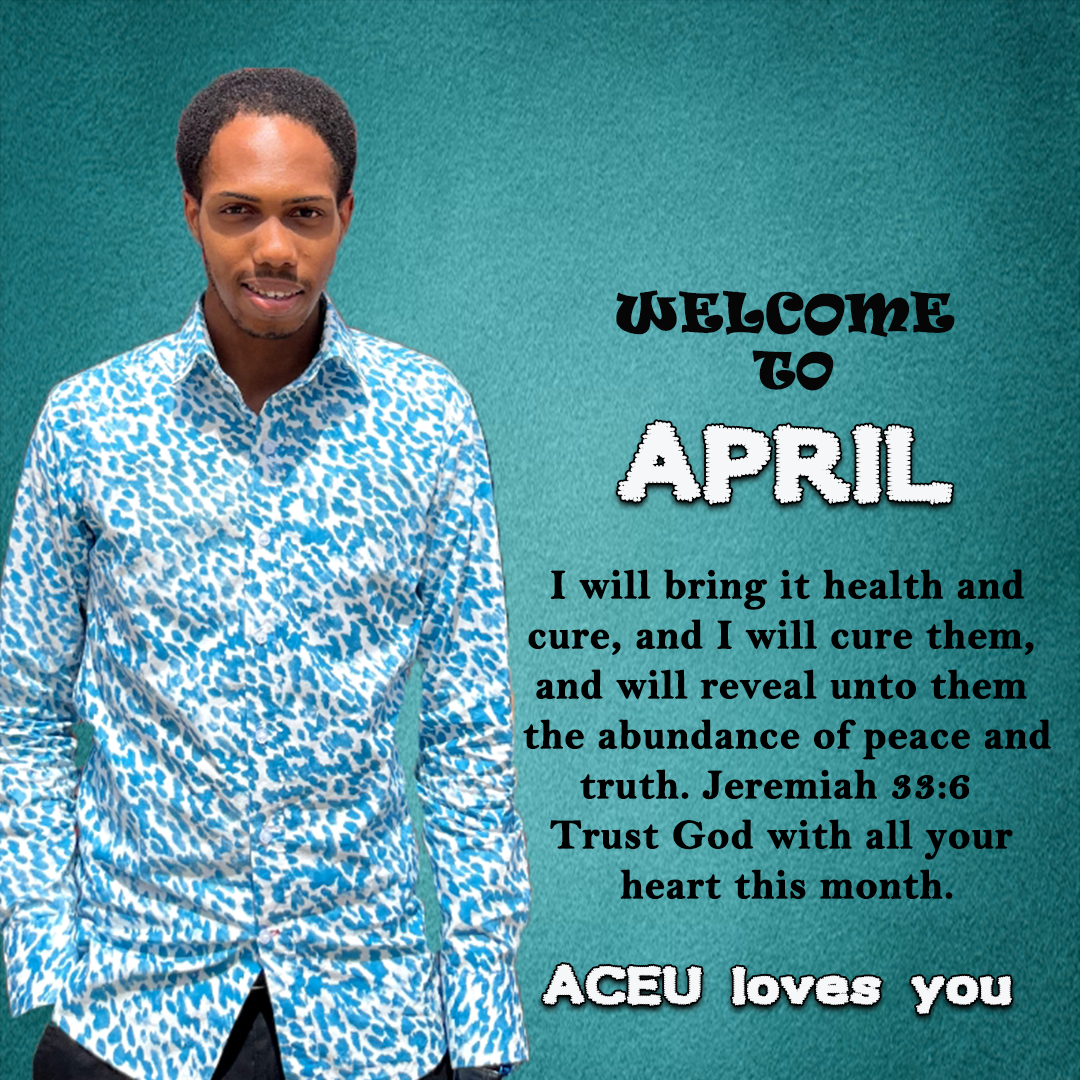 WELCOME
TO
APRIL
I will bring it health and
cure, and I will cure them,
and will reveal unto them
the abundance of peace and
truth. Jeremiah 33:6
Trust God with all your
heart this month.
ACEU loves you